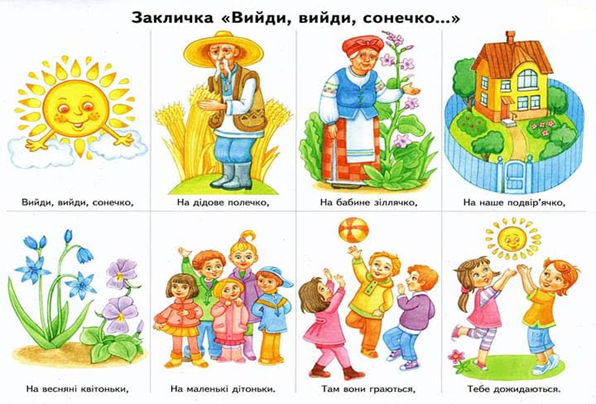 Закличка «Вийди, вийди, сонечко...»
Вийди, вийди, сонечко,
На дідове полечко,
На бабине зіллячко,
На наше подвір'ячко,
На весняні квітоньки,
На маленькі дітоньки.
Там вони граються,
Тебе дожидаються.